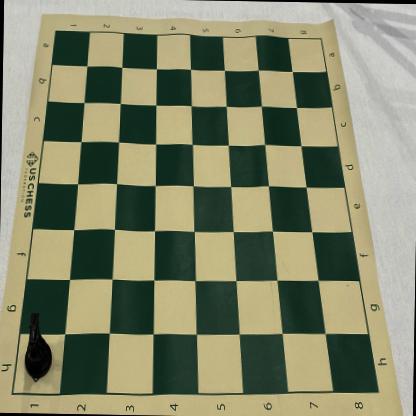 1 2 3 4 5 6 7 8
a a
b b
c c
d
USCHESS
FEDERATION
e
f f
g g
h h
1 2 3 4 5 6 7 8